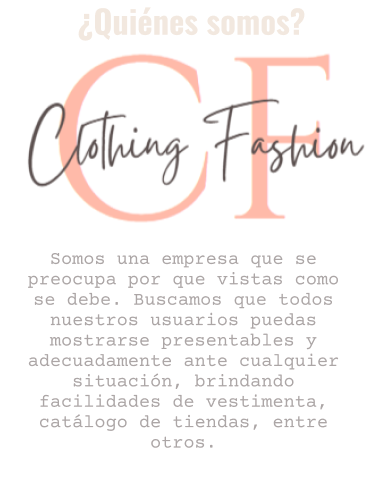 ¿Quiénes somos?
CF
Clothing Fashion
Somos una empresa que se
preocupa por que vistas como
se debe. Buscamos que todos
nuestros usuarios puedas
mostrarse presentables y
adecuadamente ante cualquier
situación, brindando
facilidades de vestimenta,
catálogo de tiendas, entre
otros.